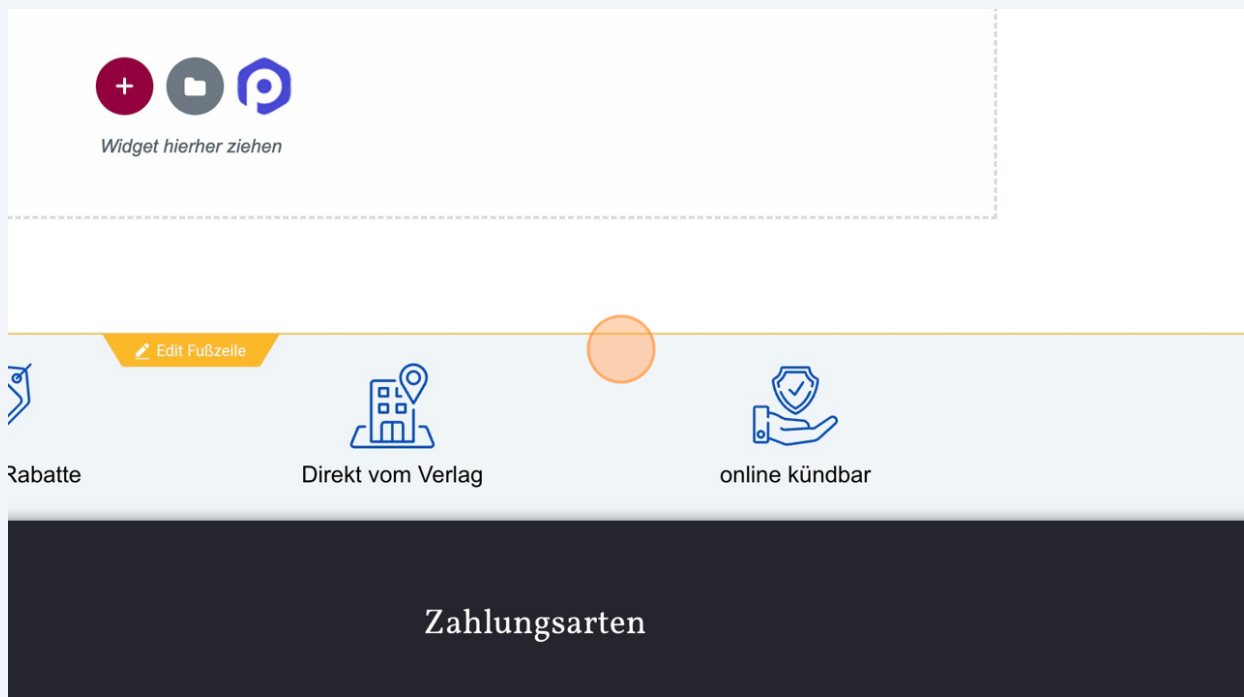 Widget hierher ziehen
Edit Fußzeile
Rabatte
Direkt vom Verlag
online kündbar
Zahlungsarten